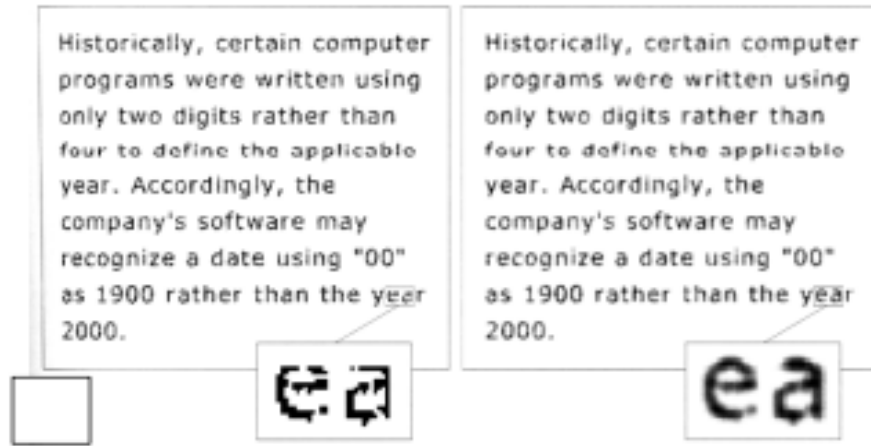 Historically, certain computer
programs were written using
only two digits rather than
four to define the applicable
year. Accordingly, the
company's software may
recognize a date using "00"
as 1900 rather than the year
2000.
e a
Historically, certain computer
programs were written using
only two digits rather than
four to define the applicable
year. Accordingly, the
company's software may
recognize a date using "00"
as 1900 rather than the year
2000.
e a